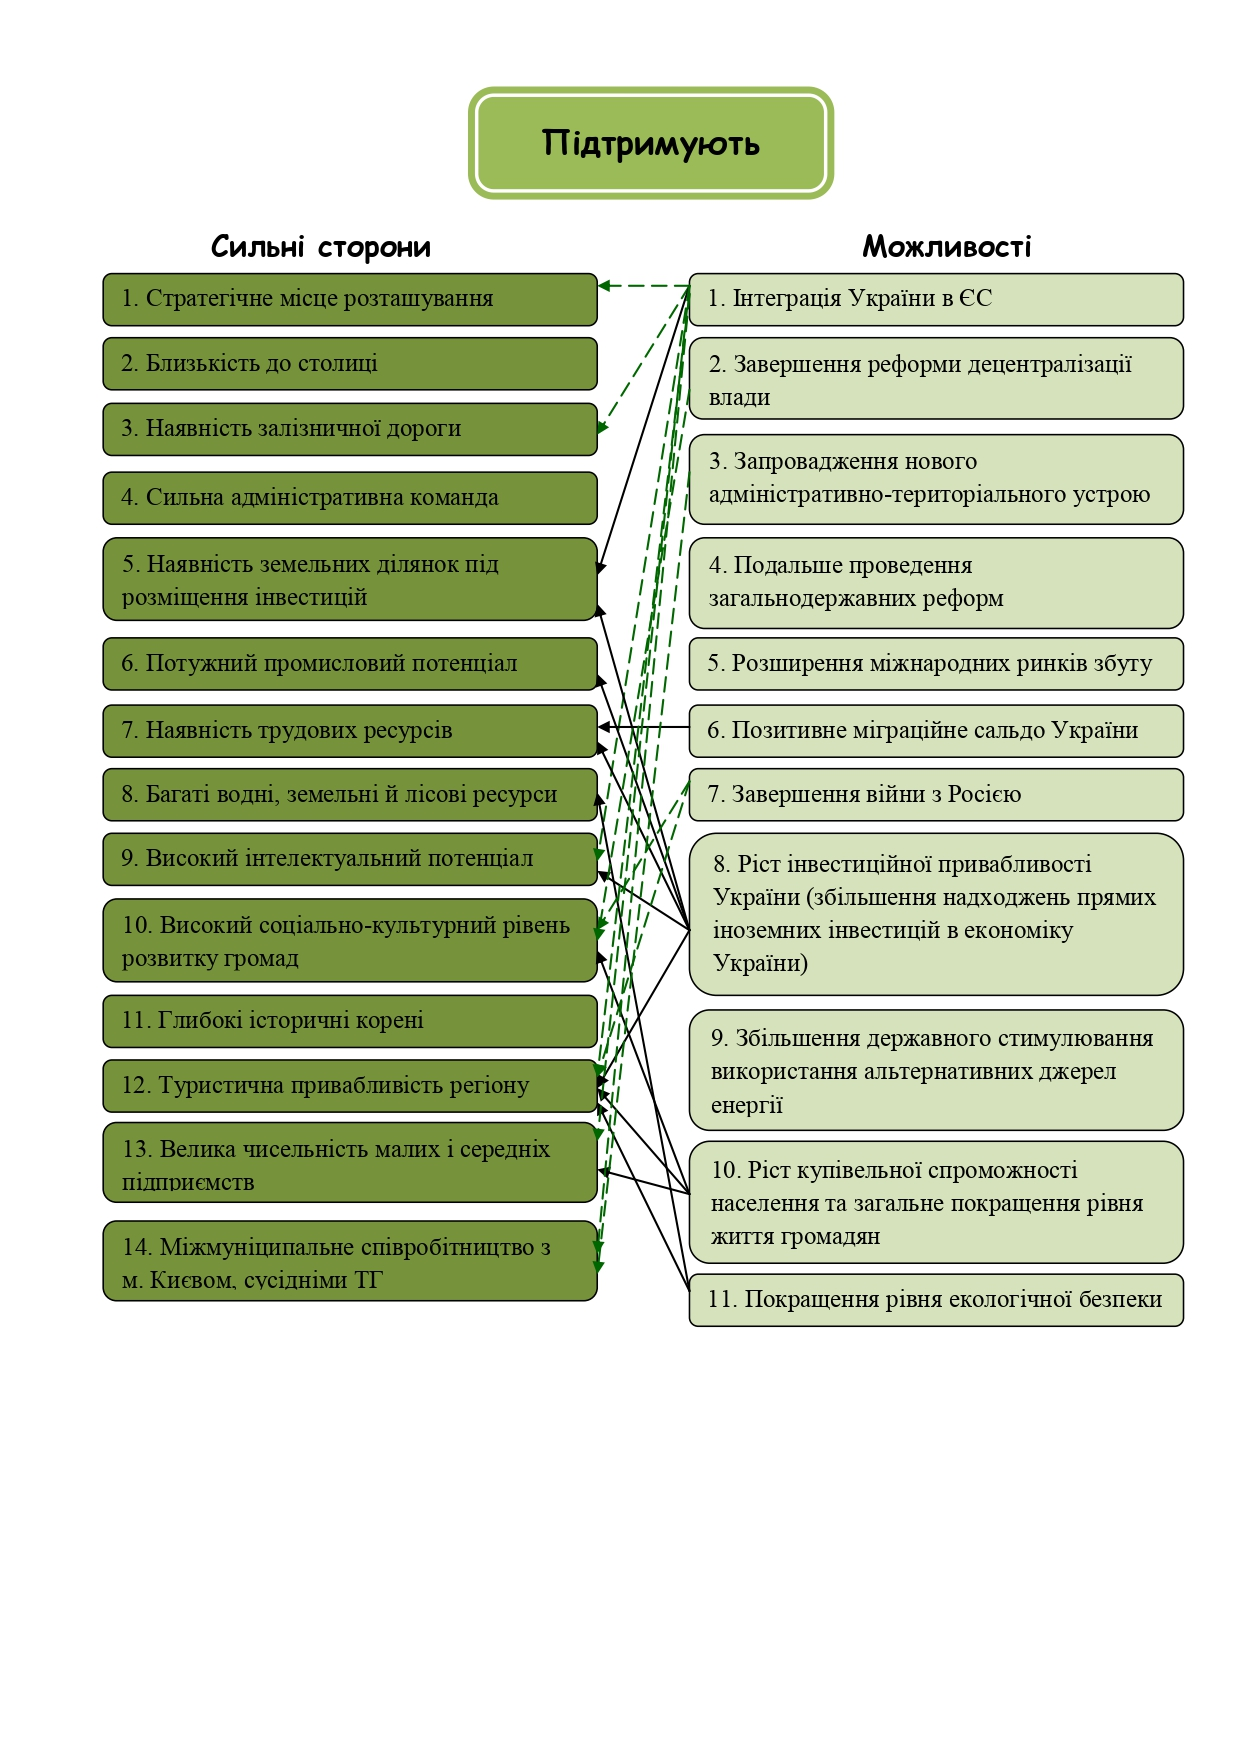 Підтримують
Сильні сторони
1. Стратегічне місце розташування
2. Близькість до столиці
3. Наявність залізничної дороги
4. Сильна адміністративна команда
5. Наявність земельних ділянок під
розміщення інвестицій
6. Потужний промисловий потенціал
7. Наявність трудових ресурсів
8. Багаті водні, земельні й лісові ресурси
9. Високий інтелектуальний потенціал
10. Високий соціально-культурний рівень
розвитку громад
11. Глибокі історичні корені
12. Туристична привабливість регіону
13. Велика чисельність малих і середніх
підприємств
14. Міжмуніципальне співробітництво з
м. Києвом, сусідніми ТГ
Можливості
1. Інтеграція України в ЄС
2. Завершення реформи децентралізації
влади
3. Запровадження нового
адміністративно-територіального устрою
4. Подальше проведення
загальнодержавних реформ
5. Розширення міжнародних ринків збуту
6. Позитивне міграційне сальдо України
7. Завершення війни з Росією
8. Ріст інвестиційної привабливості
України (збільшення надходжень прямих
іноземних інвестицій в економіку
України)
9. Збільшення державного стимулювання
використання альтернативних джерел
енергії
10. Ріст купівельної спроможності
населення та загальне покращення рівня
життя громадян
11. Покращення рівня екологічної безпеки